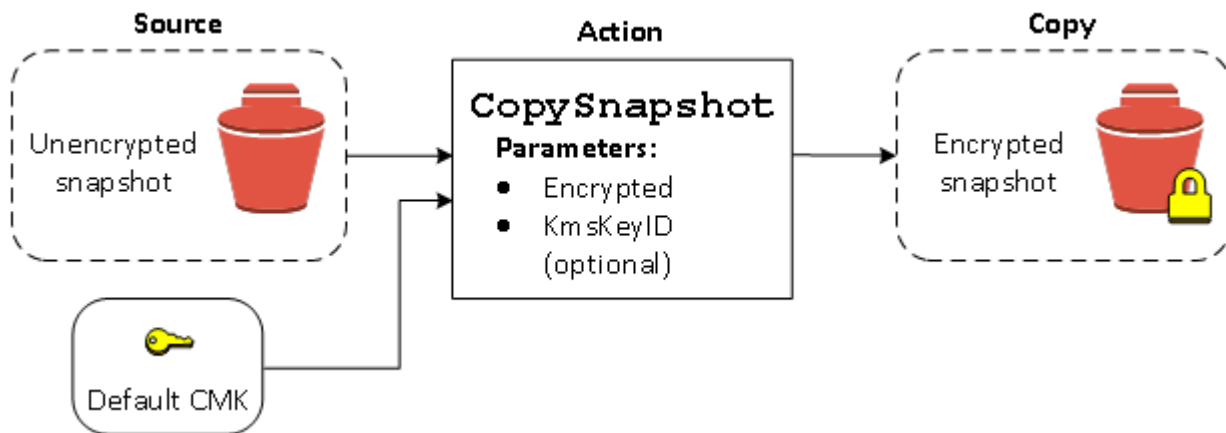 Source
Unencrypted
snapshot
Default CMK
Action
CopySnapshot
Parameters:
● Encrypted
● KmsKeyID
(optional)
Copy
Encrypted
snapshot